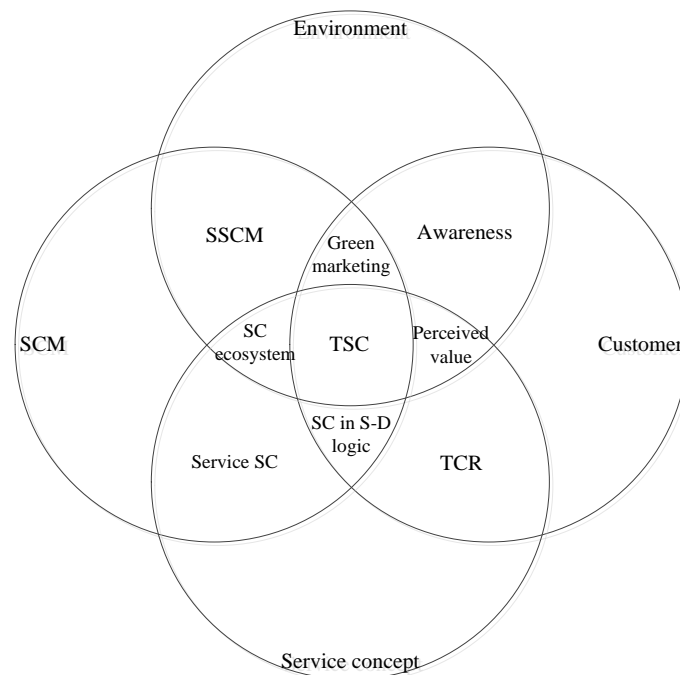 Environment
SSCM
Awareness
Green
marketing
SCM
SC
ecosystem
TSC
Perceived
value
Customer
SC in S-D
logic
Service SC
TCR
Service concept